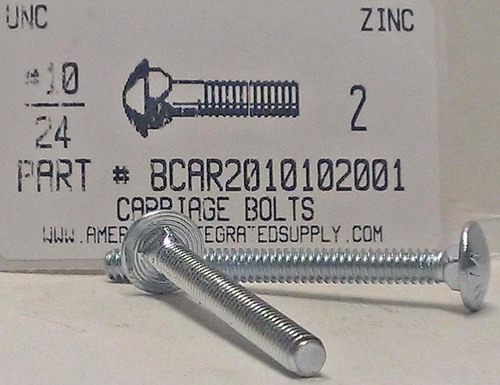 UNC ZINC
#10
24
2
PART # BCAR2010102001
CARRIAGE BOLTS